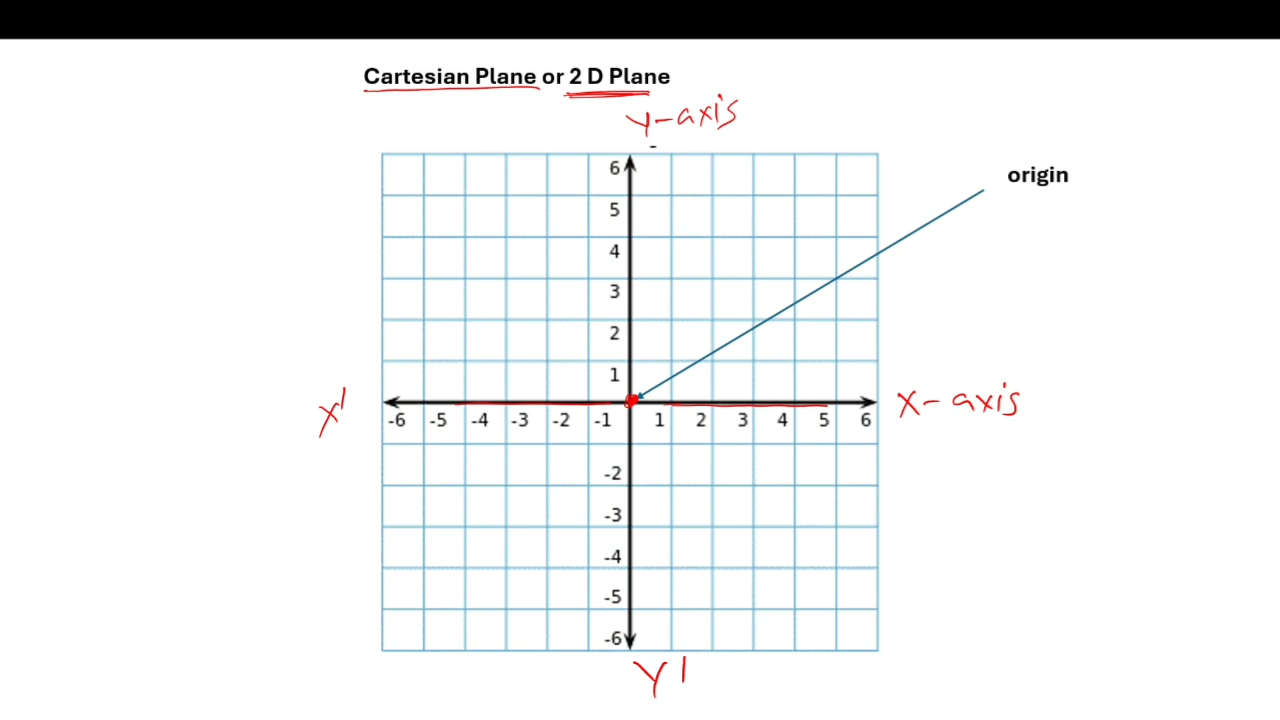 Cartesian Plane or 2 D Plane
Y-axis
origin
6
5
4
3
2
1
X' X-axis
-6 -5 -4 -3 -2 -1 1 2 3 4 5 6
-2
-3
-4
-5
-6
Y'